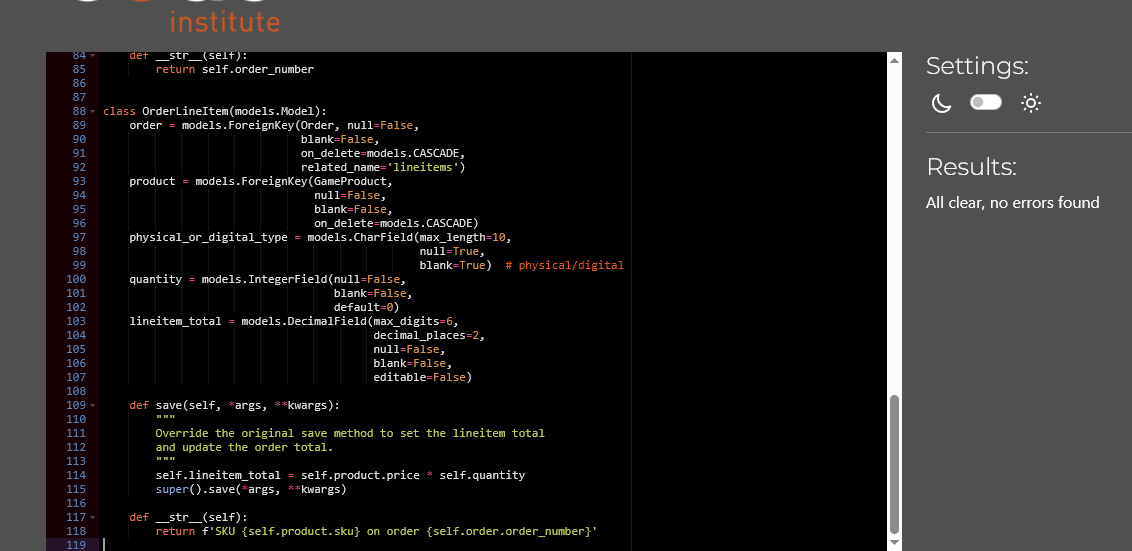 institute
84 def __str__(self):
85 return self.order_number
86
87
88 class OrderLineItem(models.Model):
89 order = models.ForeignKey(Order, null=False,
90 blank=False,
91 on_delete=models.CASCADE,
92 related_name='lineitems')
93 product = models.ForeignKey(GameProduct,
94 null=False,
95 blank=False,
96 on_delete=models.CASCADE)
97 physical_or_digital_type = models.CharField(max_length=10,
98 null=True,
99 blank=True)  # physical/digital
100 quantity = models.IntegerField(null=False,
101 blank=False,
102 default=0)
103 lineitem_total = models.DecimalField(max_digits=6,
104 decimal_places=2,
105 null=False,
106 blank=False,
107 editable=False)
108
109 def save(self, *args, **kwargs):
110 """
111 Override the original save method to set the lineitem total
112 and update the order total.
113 """
114 self.lineitem_total = self.product.price * self.quantity
115 super().save(*args, **kwargs)
116
117 def __str__(self):
118 return f'SKU {self.product.sku} on order {self.order.order_number}'
119
Settings:
Results:
All clear, no errors found